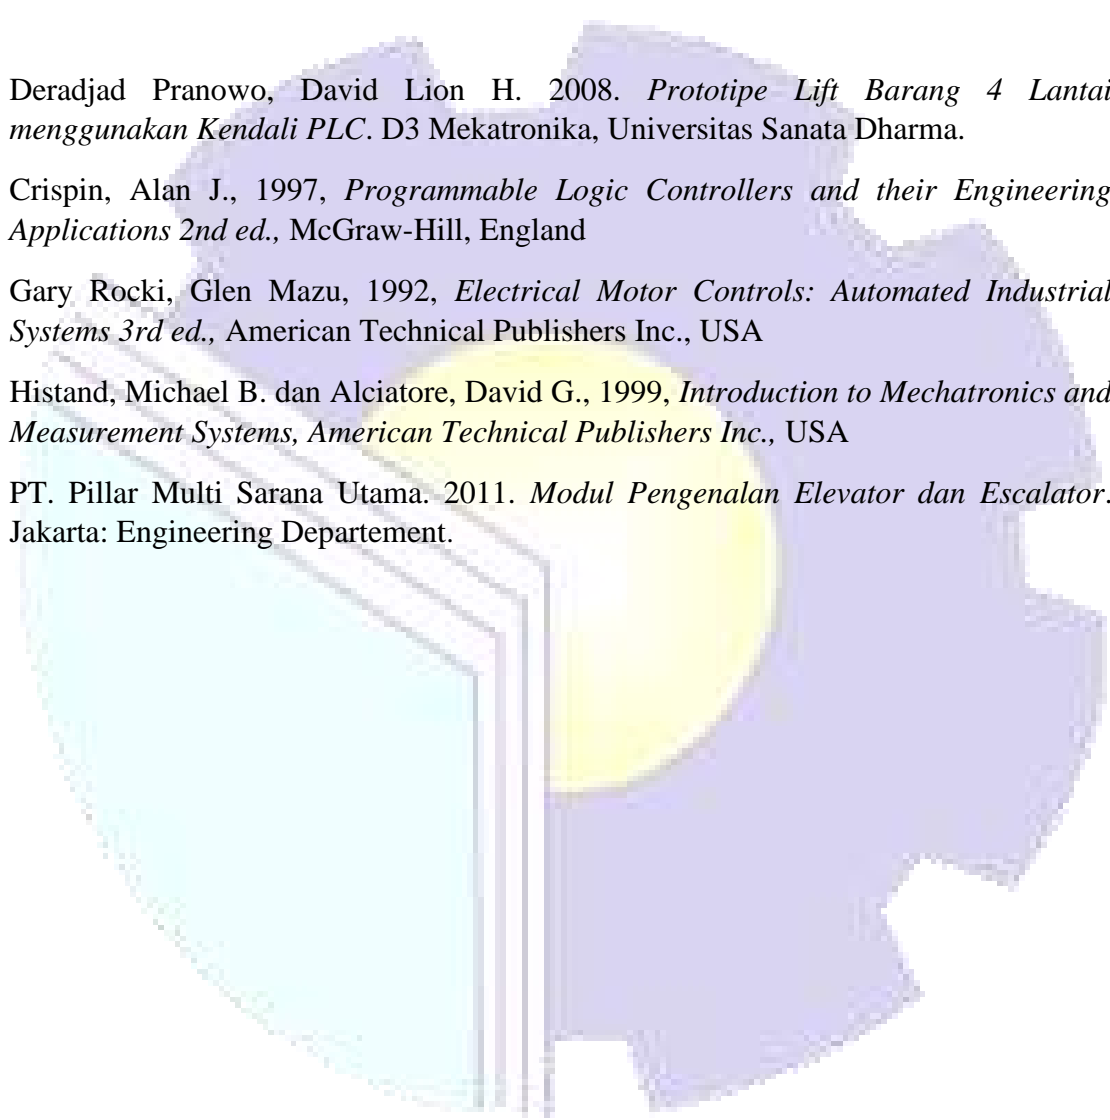 Deradjad Pranowo, David Lion H. 2008. Prototipe Lift Barang 4 Lantai
menggunakan Kendali PLC. D3 Mekatronika, Universitas Sanata Dharma.
Crispin, Alan J., 1997, Programmable Logic Controllers and their Engineering
Applications 2nd ed., McGraw-Hill, England
Gary Rocki, Glen Mazu, 1992, Electrical Motor Controls: Automated Industrial
Systems 3rd ed., American Technical Publishers Inc., USA
Histand, Michael B. dan Alciatore, David G., 1999, Introduction to Mechatronics and
Measurement Systems, American Technical Publishers Inc., USA
PT. Pillar Multi Sarana Utama. 2011. Modul Pengenalan Elevator dan Escalator.
Jakarta: Engineering Departement.